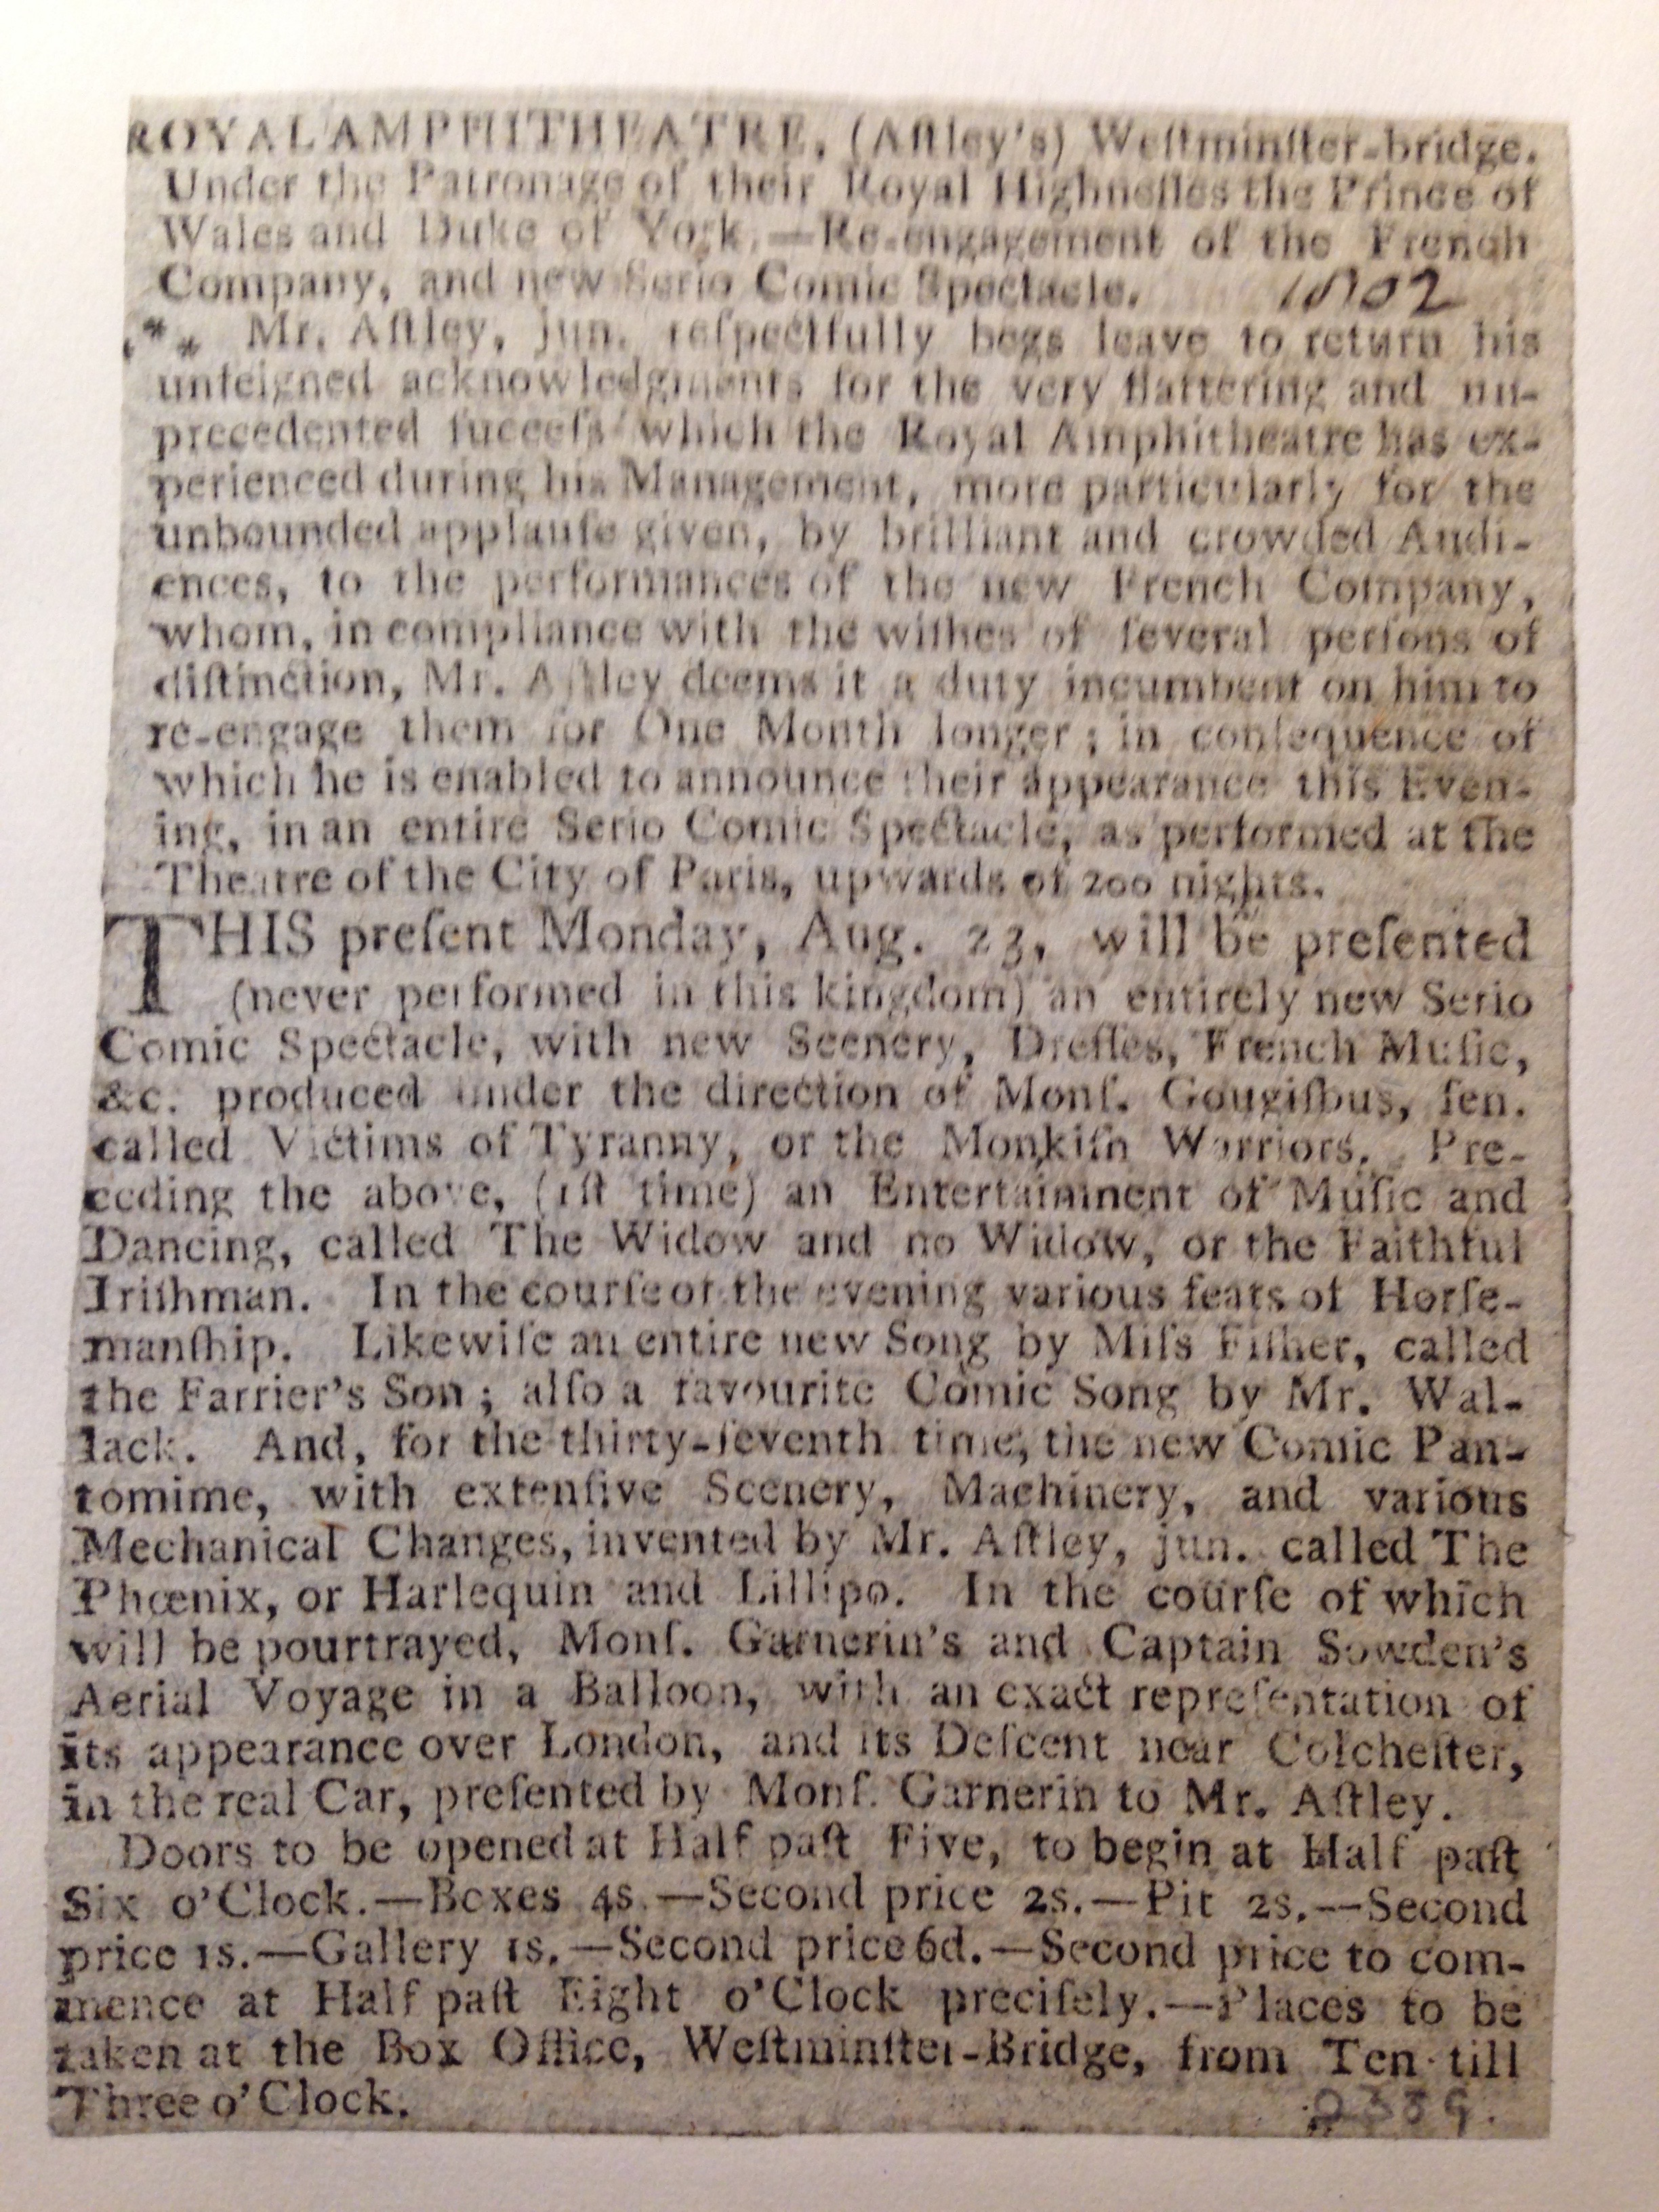 ROYAL AMPHITHEATRE, (Aſtley's) Weſtminſter-bridge.
Under the Patronage of their Royal Highneſſes the Prince of
Wales and Duke of York.—Re-engagement of the French
Company, and new Serio Comic Spectacle. 1802
*** Mr. Aſtley, jun. reſpectfully begs leave to return his
unfeigned acknowledgments for the very flattering and un-
precedented ſucceſs which the Royal Amphitheatre has ex-
perienced during his Management, more particularly for the
unbounded applauſe given, by brilliant and crowded Audi-
ences, to the performances of the new French Company,
whom, in compliance with the wiſhes of ſeveral perſons of
diſtinction, Mr. Aſtley deems it a duty incumbent on him to
re-engage them for One Month longer; in conſequence of
which he is enabled to announce their appearance this Even-
ing, in an entire Serio Comic Spectacle, as performed at the
Theatre of the City of Paris, upwards of 200 nights.
THIS preſent Monday, Aug. 23, will be preſented
(never performed in this kingdom) an entirely new Serio
Comic Spectacle, with new Scenery, Dreſſes, French Muſic,
&c. produced under the direction of Monſ. Gougiſbus, ſen.
called Victims of Tyranny, or the Monkiſh Warriors. Pre-
ceding the above, (1ſt time) an Entertainment of Muſic and
Dancing, called The Widow and no Widow, or the Faithful
Iriſhman. In the courſe of the evening various feats of Horſe-
manſhip. Likewiſe an entire new Song by Miſs Fiſher, called
the Farrier's Son; alſo a favourite Comic Song by Mr. Wal-
lack. And, for the thirty-ſeventh time, the new Comic Pan-
tomime, with extenſive Scenery, Machinery, and various
Mechanical Changes, invented by Mr. Aſtley, jun. called The
Phœnix, or Harlequin and Lillipo. In the courſe of which
will be pourtrayed, Monſ. Garnerin's and Captain Sowden's
Aerial Voyage in a Balloon, with an exact repreſentation of
its appearance over London, and its Deſcent near Colcheſter,
in the real Car, preſented by Monſ. Garnerin to Mr. Aſtley.
Doors to be opened at Half paſt Five, to begin at Half paſt
Six o'Clock.—Boxes 4s.—Second price 2s.—Pit 2s.—Second
price 1s.—Gallery 1s.—Second price 6d.—Second price to com-
mence at Half paſt Eight o'Clock preciſely.—Places to be
taken at the Box Office, Weſtminſter-Bridge, from Ten till
Three o'Clock.